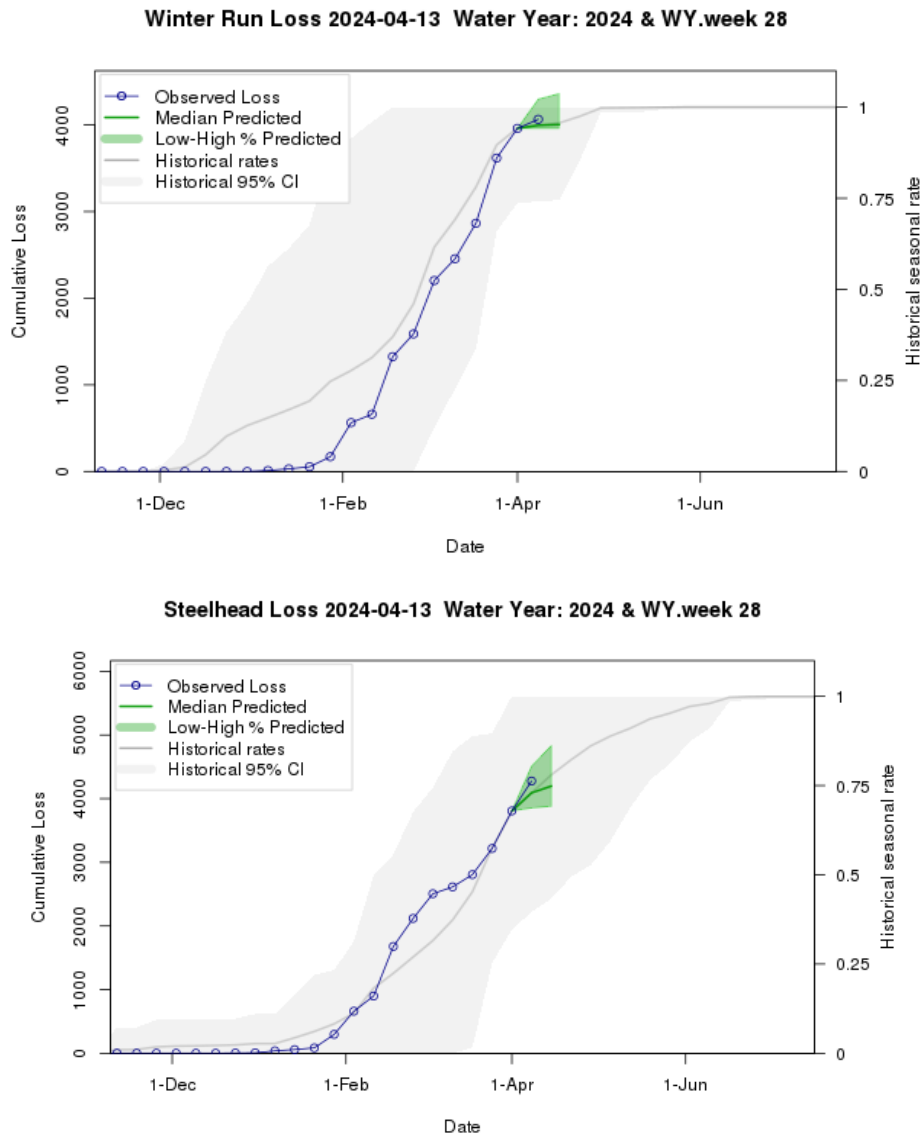 Winter Run Loss 2024-04-13  Water Year: 2024 & WY.week 28
Observed Loss
Median Predicted
Low-High % Predicted
Historical rates
Historical 95% CI
Cumulative Loss
4000
3000
2000
1000
0
1
0.75
0.5
0.25
0
Historical seasonal rate
1-Dec
1-Feb
1-Apr
1-Jun
Date
Steelhead Loss 2024-04-13  Water Year: 2024 & WY.week 28
Observed Loss
Median Predicted
Low-High % Predicted
Historical rates
Historical 95% CI
Cumulative Loss
6000
5000
4000
3000
2000
1000
0
1
0.75
0.5
0.25
0
Historical seasonal rate
1-Dec
1-Feb
1-Apr
1-Jun
Date